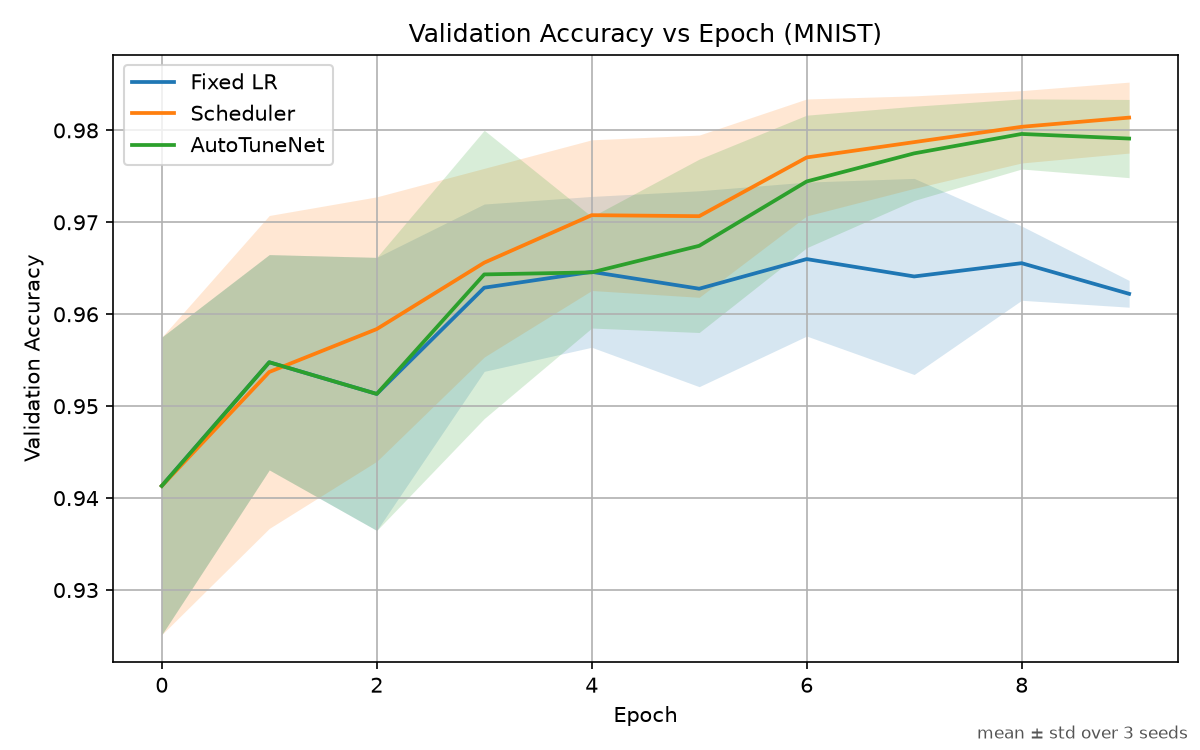 Validation Accuracy vs Epoch (MNIST)
Fixed LR
Scheduler
AutoTuneNet
Validation Accuracy
0.98
0.97
0.96
0.95
0.94
0.93
0
2
4
6
8
Epoch
mean ± std over 3 seeds